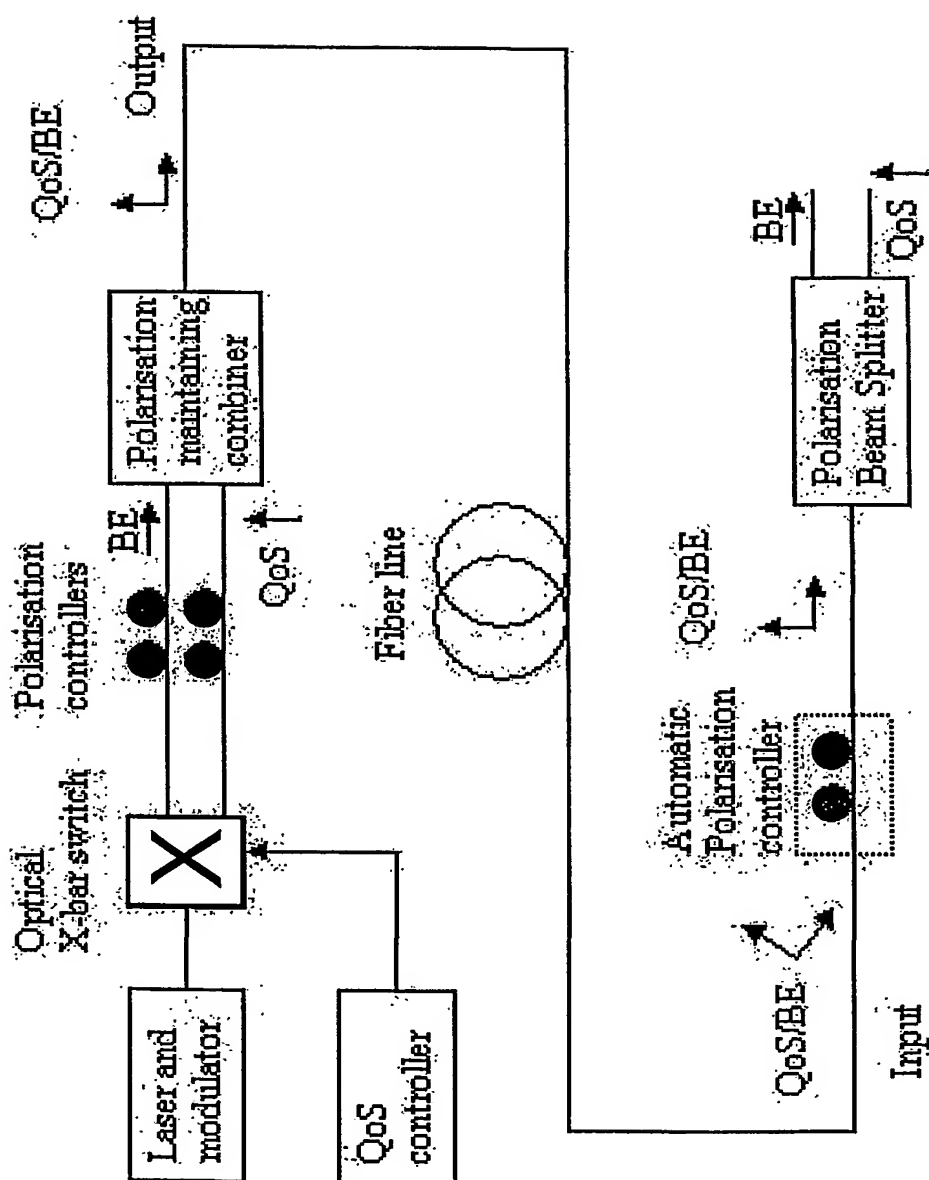 Laser and
modulator
QoS
controller
Optical
X-bar switch
X
Polarisation
controllers
BE
QoS
Polarisation
maintaining
combiner
QoS/BE
Output
Fiber line
Input
QoS/BE
Automatic
Polarisation
controller
QoS/BE
Polarisation
Beam Splitter
BE
QoS